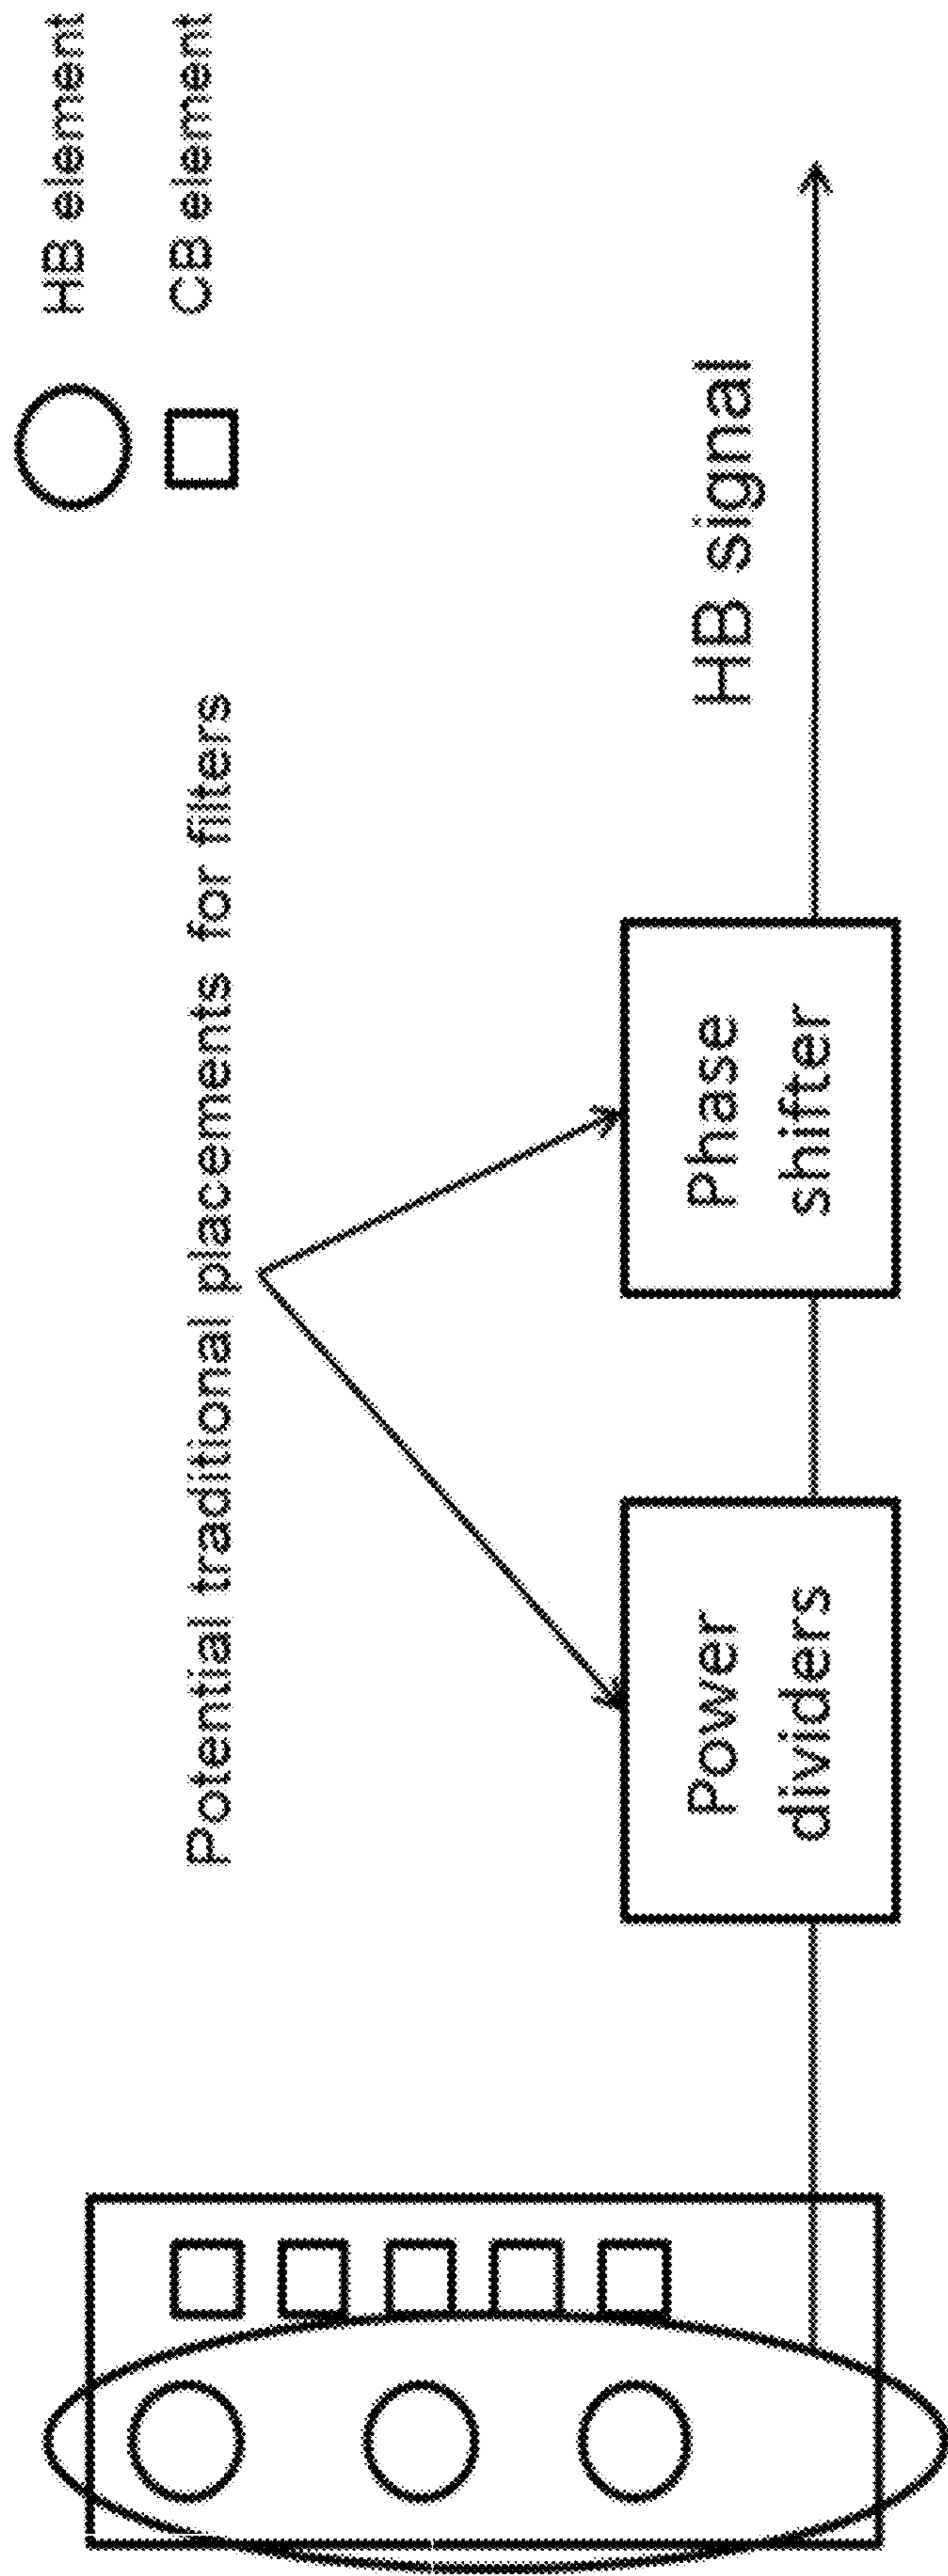 HB element
CB element
Potential traditional placements for filters
HB signal
Power
dividers
Phase
shifter